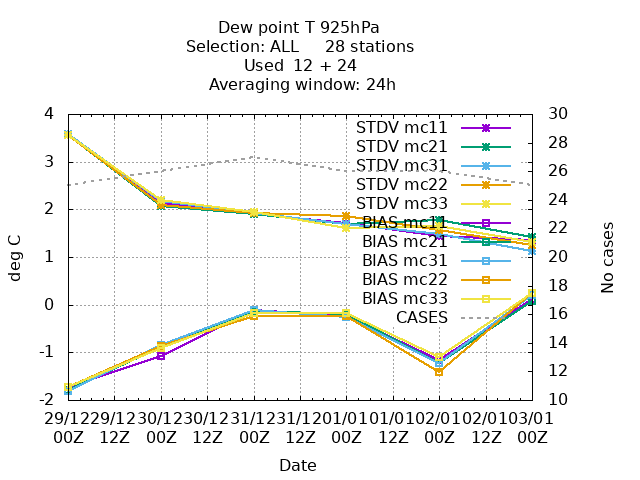 Dew point T 925hPa
Selection: ALL 28 stations
Used 12 + 24
Averaging window: 24h
4
3
2
1
0
-1
-2
deg C
30
28
26
24
22
20
18
16
14
12
10
No cases
STDV mc11
STDV mc21
STDV mc31
STDV mc22
STDV mc33
BIAS mc11
BIAS mc21
BIAS mc31
BIAS mc22
BIAS mc33
CASES
29/12 29/12 30/12 30/12 31/12 31/12 01/01 01/01 02/01 02/01 03/01
00Z 12Z 00Z 12Z 00Z 12Z 00Z 12Z 00Z 12Z 00Z
Date